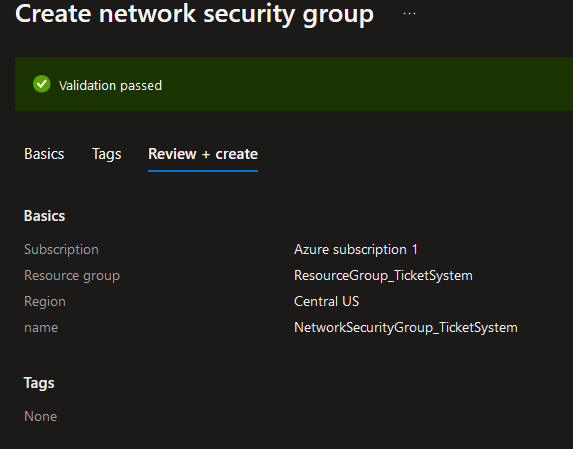 Create network security group ...
Validation passed
Basics Tags Review + create
Basics
Subscription Azure subscription 1
Resource group ResourceGroup_TicketSystem
Region Central US
name NetworkSecurityGroup_TicketSystem
Tags
None